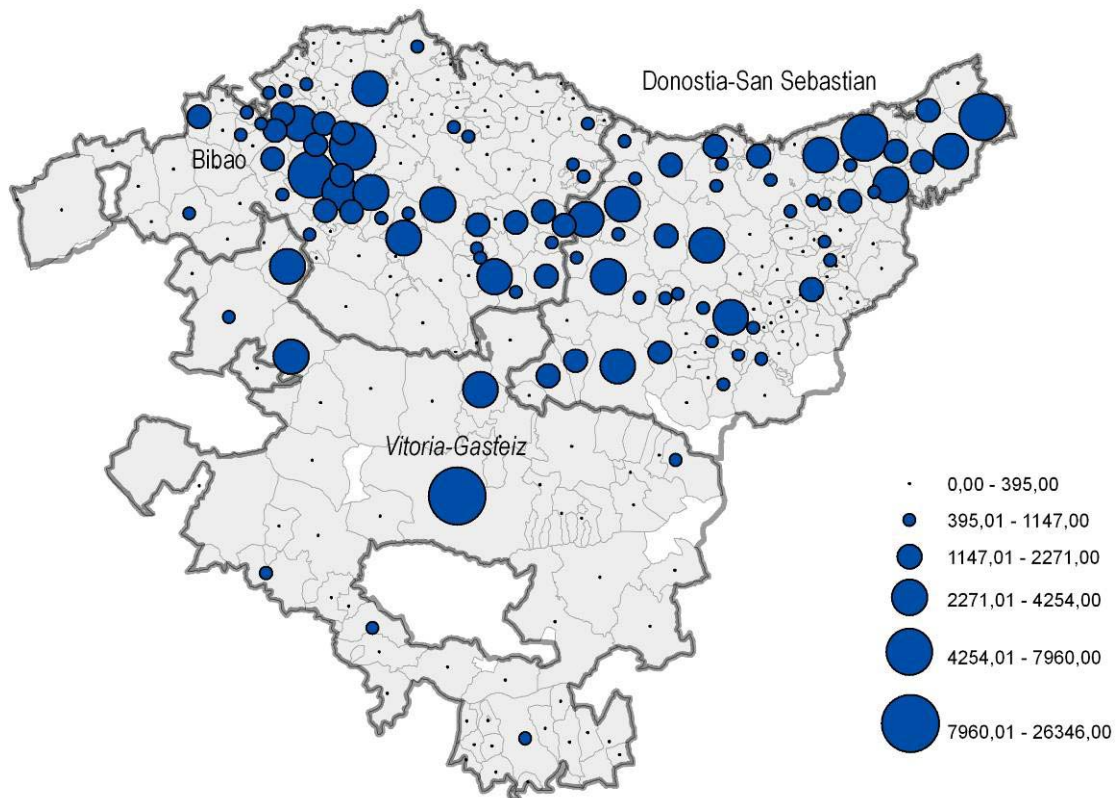 Donostia-San Sebastian
Bibao
Vitoria-Gasfeiz
0,00 - 395,00
395,01 - 1147,00
1147,01 - 2271,00
2271,01 - 4254,00
4254,01 - 7960,00
7960,01 - 26346,00